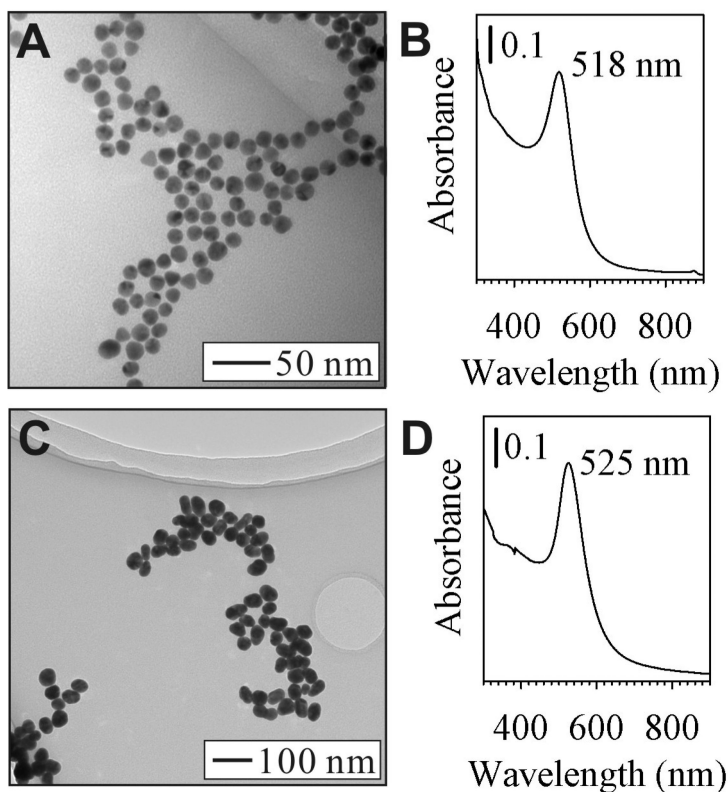 A
50 nm
B
0.1
518 nm
Absorbance
400 600 800
Wavelength (nm)
C
100 nm
D
0.1
525 nm
Absorbance
400 600 800
Wavelength (nm)